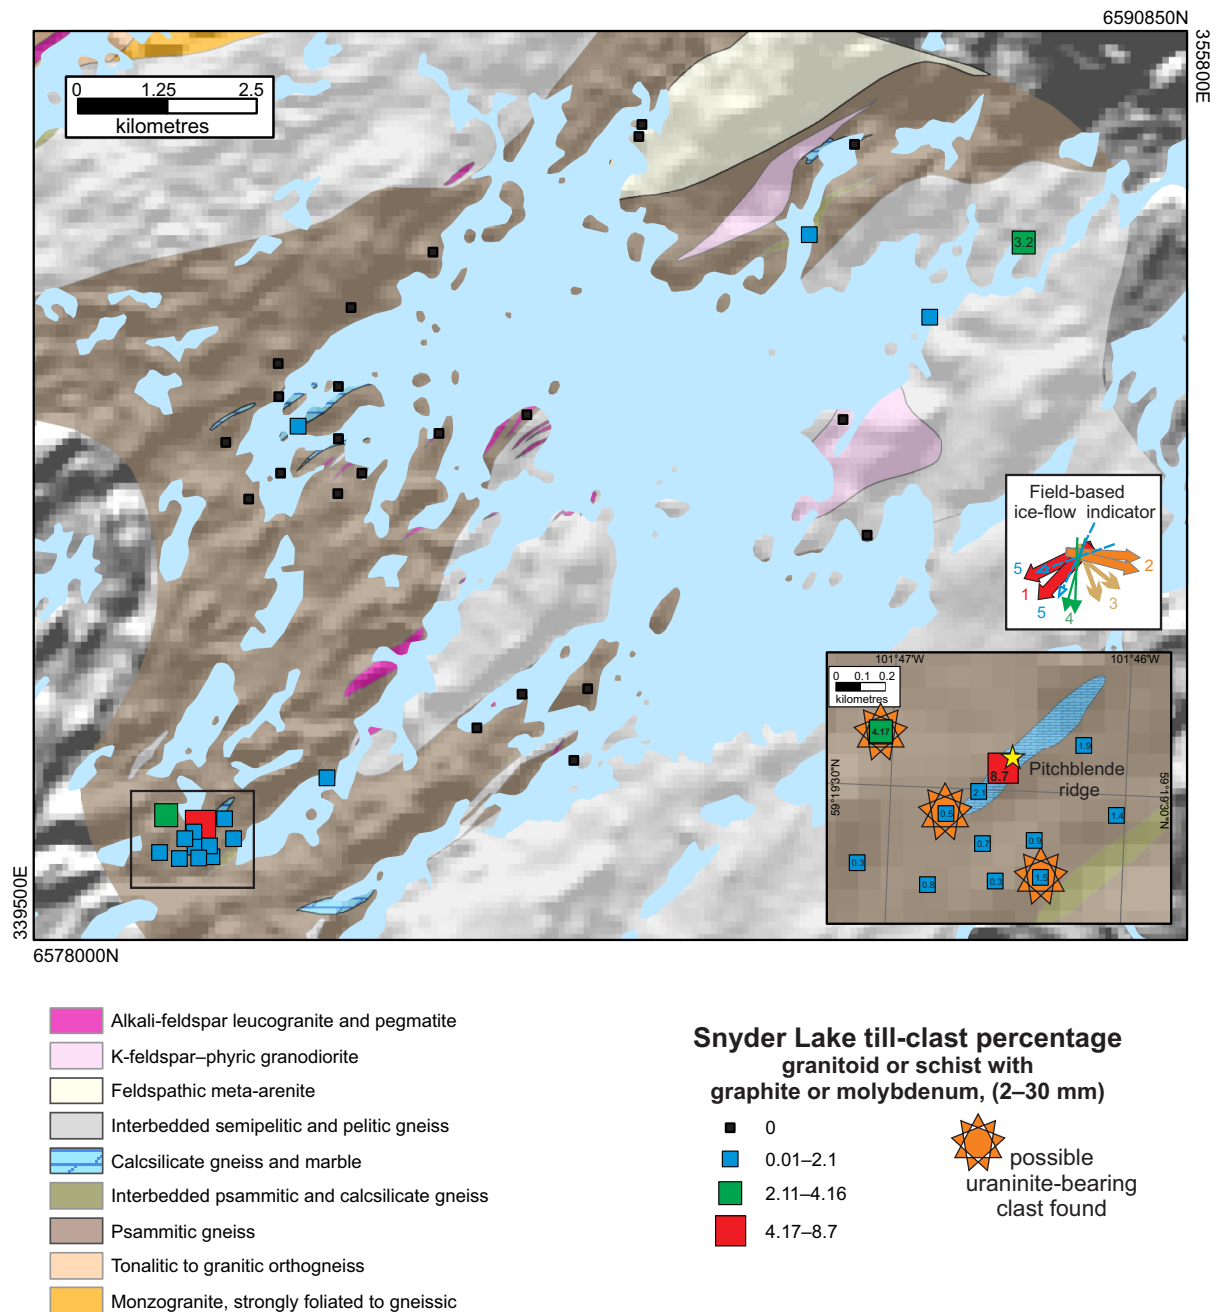 6590850N
355800E
0 1.25 2.5
kilometres
3.2
Field-based
ice-flow indicator
5
1
5
4
3
2
101°47'W
101°46'W
0 0.1 0.2
kilometres
4.17
1.9
8.7
Pitchblende
ridge
59°19'30"N
59°19'30"N
2.1
0.5
1.4
0.7
0.9
0.3
0.8
0.3
1.5
339500E
6578000N
Alkali-feldspar leucogranite and pegmatite
K-feldspar–phyric granodiorite
Feldspathic meta-arenite
Interbedded semipelitic and pelitic gneiss
Calcsilicate gneiss and marble
Interbedded psammitic and calcsilicate gneiss
Psammitic gneiss
Tonalitic to granitic orthogneiss
Monzogranite, strongly foliated to gneissic
Snyder Lake till-clast percentage
granitoid or schist with
graphite or molybdenum, (2–30 mm)
0
0.01–2.1
2.11–4.16
4.17–8.7
possible
uraninite-bearing
clast found